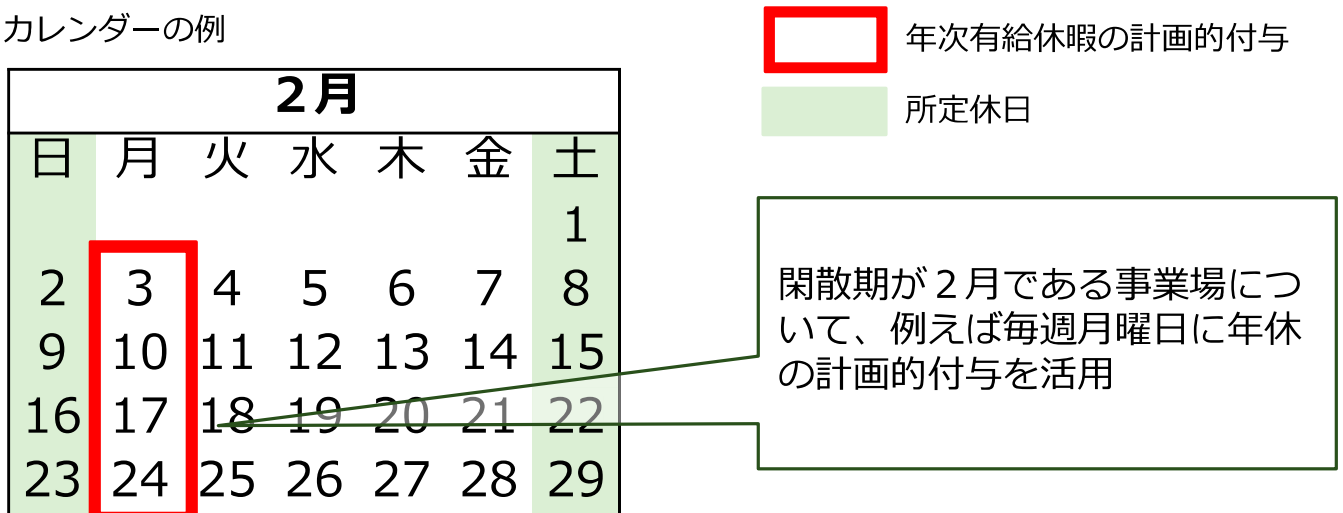 カレンダーの例
年次有給休暇の計画的付与
所定休日
２月
日 月 火 水 木 金 土
1
2 3 4 5 6 7 8
9 10 11 12 13 14 15
16 17 18 19 20 21 22
23 24 25 26 27 28 29
閑散期が２月である事業場につ
いて、例えば毎週月曜日に年休
の計画的付与を活用